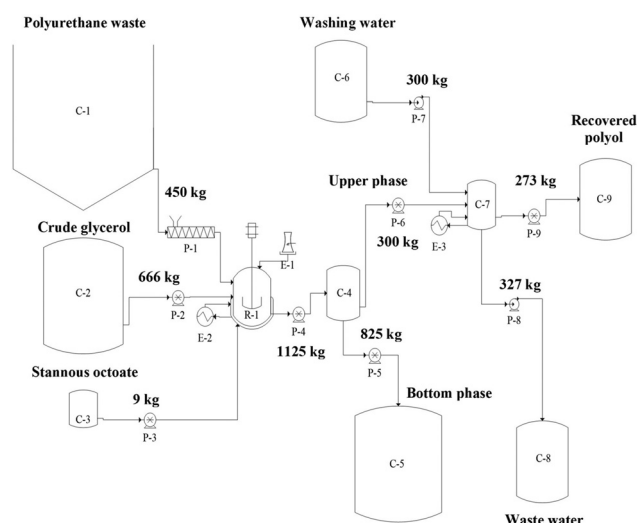 Polyurethane waste
Washing water
C-1
C-6
300 kg
P-7
Recovered
polyol
Upper phase
450 kg
273 kg
C-7
C-9
P-6
P-9
Crude glycerol
P-1
300 kg
E-3
E-1
666 kg
C-2
C-4
327 kg
P-2
R-1
P-4
E-2
1125 kg
825 kg
P-8
P-5
Stannous octoate
9 kg
Bottom phase
C-3
P-3
C-5
C-8
Waste water